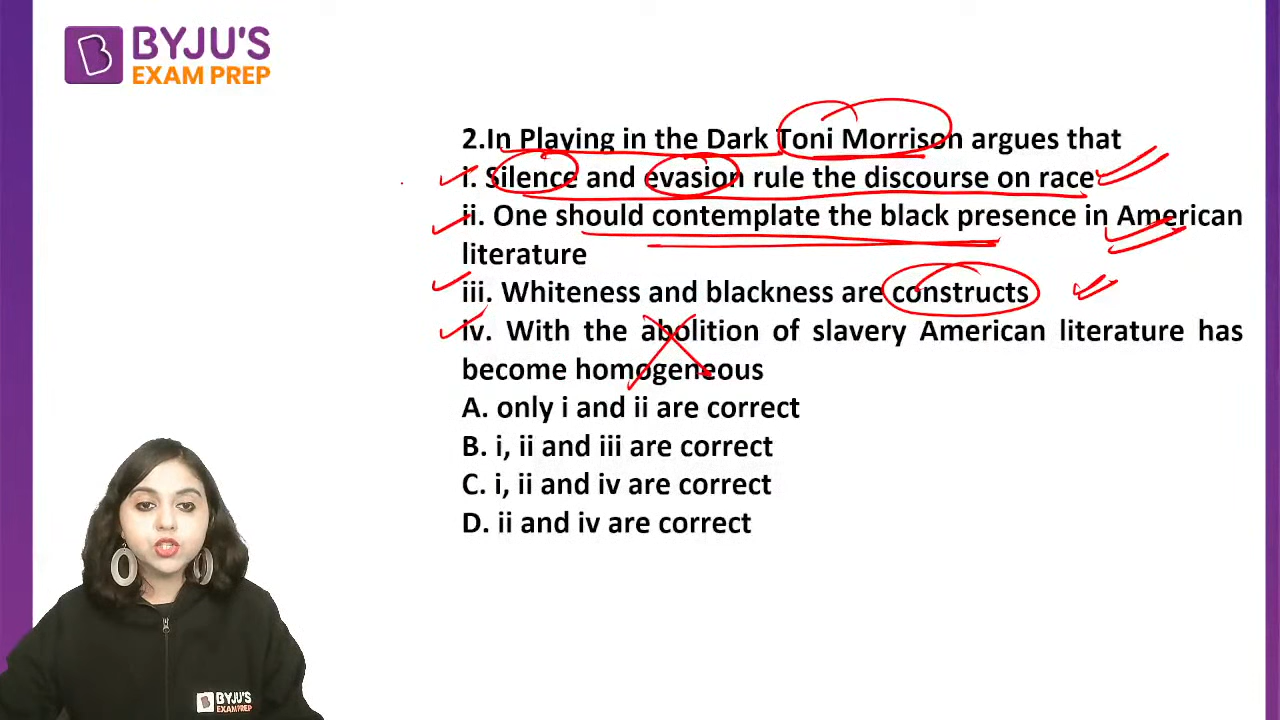 BYJU'S
EXAM PREP
2.In Playing in the Dark Toni Morrison argues that
i. Silence and evasion rule the discourse on race
ii. One should contemplate the black presence in American
literature
iii. Whiteness and blackness are constructs
iv. With the abolition of slavery American literature has
become homogeneous
A. only i and ii are correct
B. i, ii and iii are correct
C. i, ii and iv are correct
D. ii and iv are correct
BYJU'S
EXAM PREP